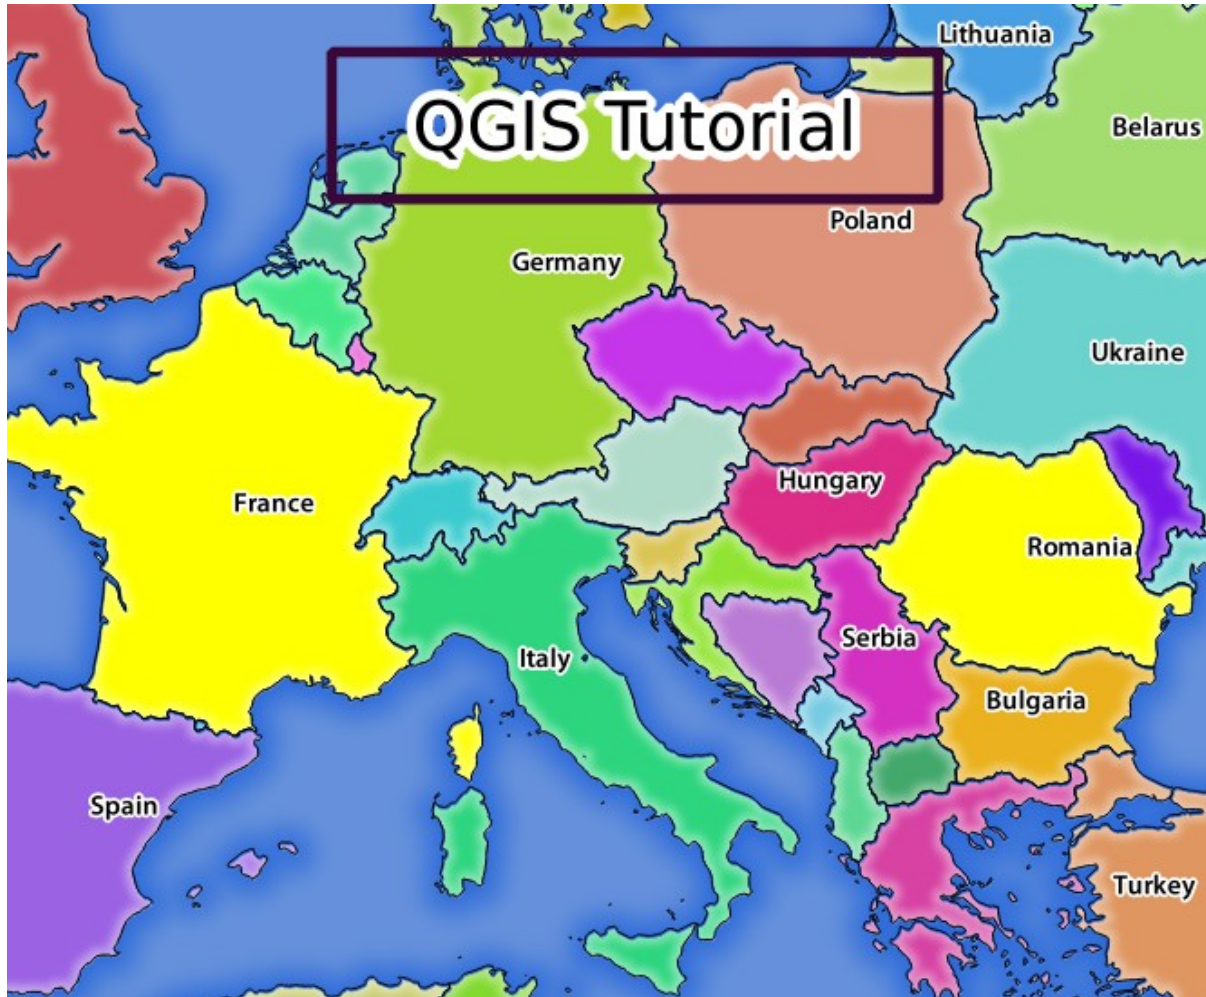 Lithuania
QGIS Tutorial
Belarus
Poland
Germany
Ukraine
Hungary
France
Romania
Serbia
Italy
Bulgaria
Spain
Turkey